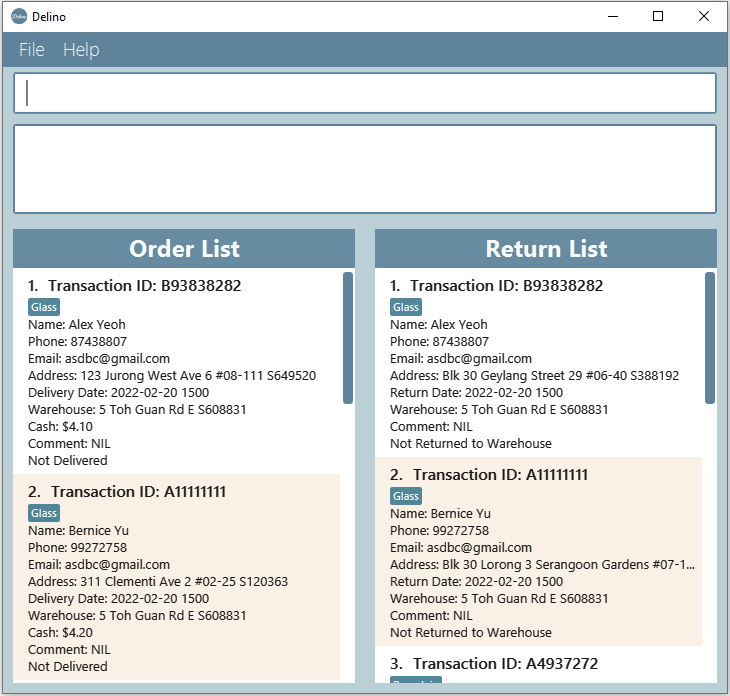 Delino
File Help
Order List
1. Transaction ID: B93838282
Glass
Name: Alex Yeoh
Phone: 87438807
Email: asdbc@gmail.com
Address: 123 Jurong West Ave 6 #08-111 S649520
Delivery Date: 2022-02-20 1500
Warehouse: 5 Toh Guan Rd E S608831
Cash: $4.10
Comment: NIL
Not Delivered
2. Transaction ID: A11111111
Glass
Name: Bernice Yu
Phone: 99272758
Email: asdbc@gmail.com
Address: 311 Clementi Ave 2 #02-25 S120363
Delivery Date: 2022-02-20 1500
Warehouse: 5 Toh Guan Rd E S608831
Cash: $4.20
Comment: NIL
Not Delivered
Return List
1. Transaction ID: B93838282
Glass
Name: Alex Yeoh
Phone: 87438807
Email: asdbc@gmail.com
Address: Blk 30 Geylang Street 29 #06-40 S388192
Return Date: 2022-02-20 1500
Warehouse: 5 Toh Guan Rd E S608831
Comment: NIL
Not Returned to Warehouse
2. Transaction ID: A11111111
Glass
Name: Bernice Yu
Phone: 99272758
Email: asdbc@gmail.com
Address: Blk 30 Lorong 3 Serangoon Gardens #07-1...
Return Date: 2022-02-20 1500
Warehouse: 5 Toh Guan Rd E S608831
Comment: NIL
Not Returned to Warehouse
3. Transaction ID: A4937272